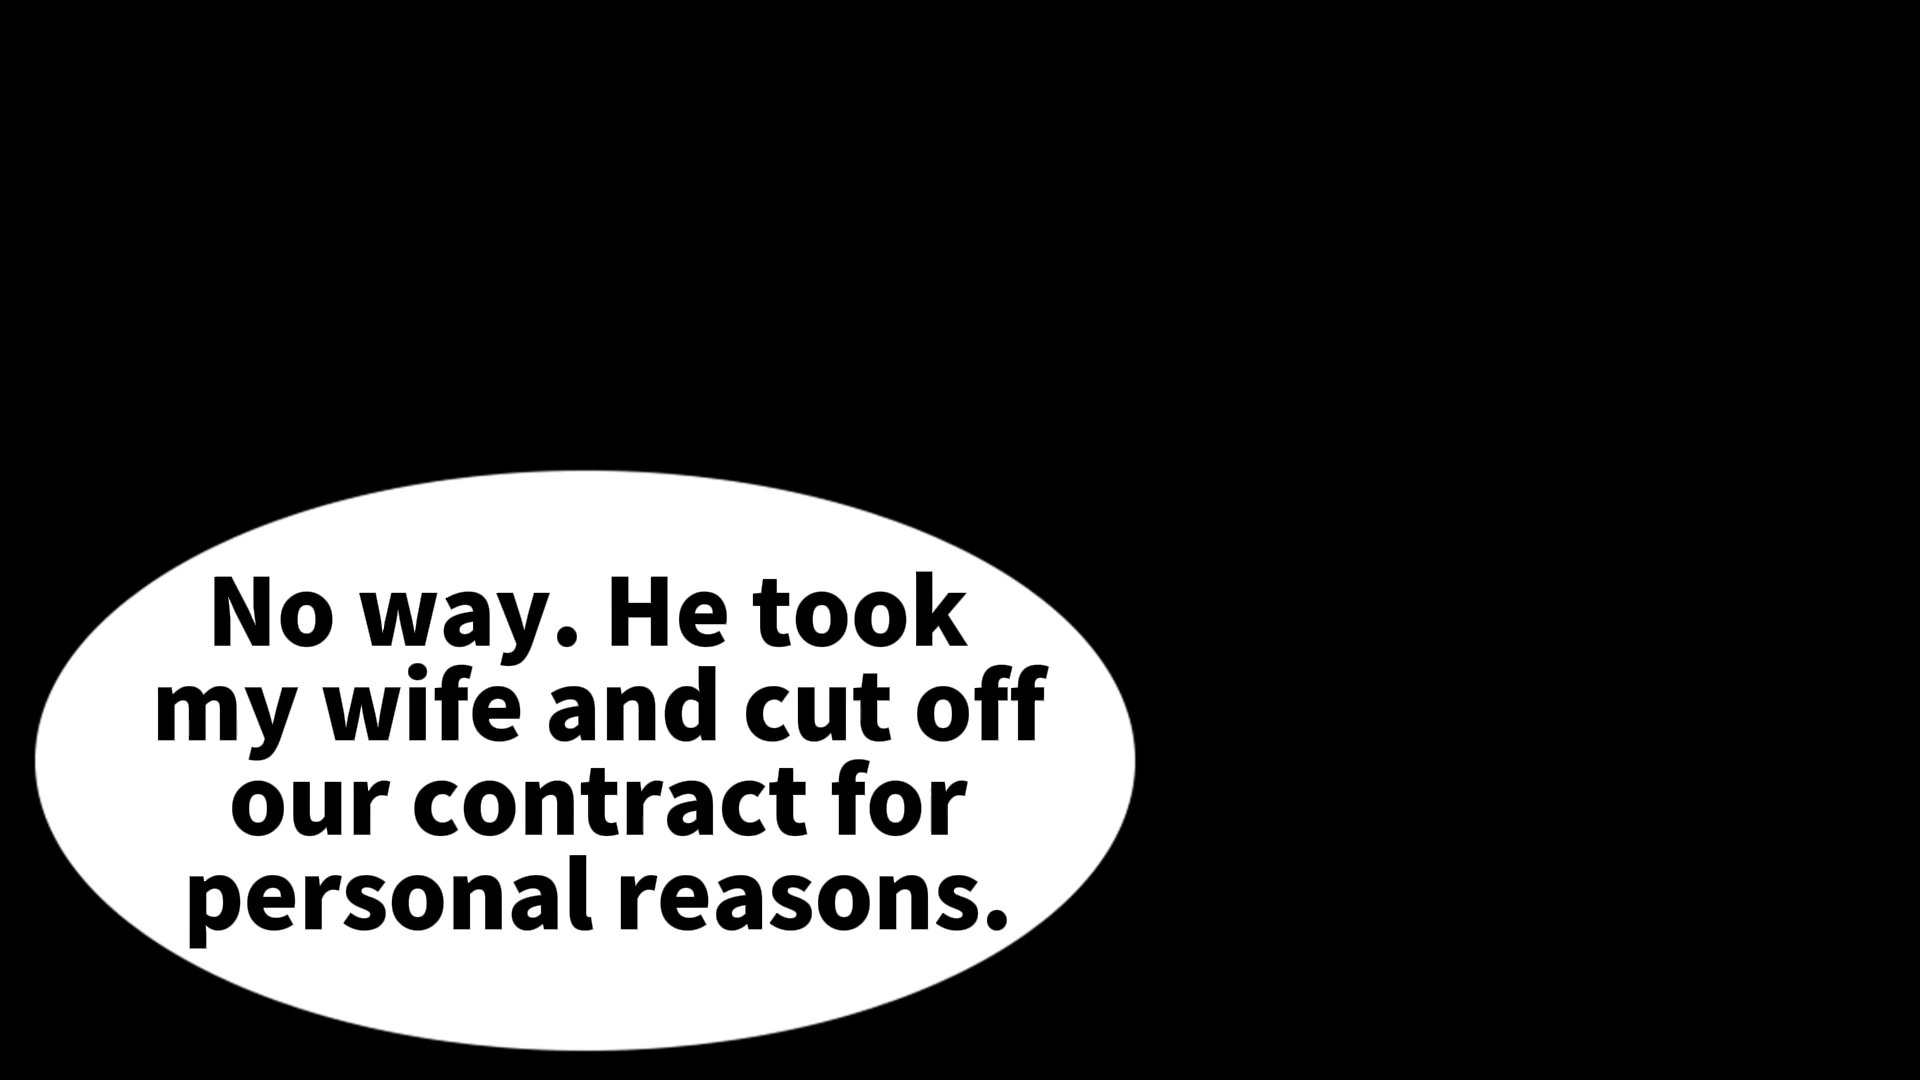 No way. He took
my wife and cut off
our contract for
personal reasons.